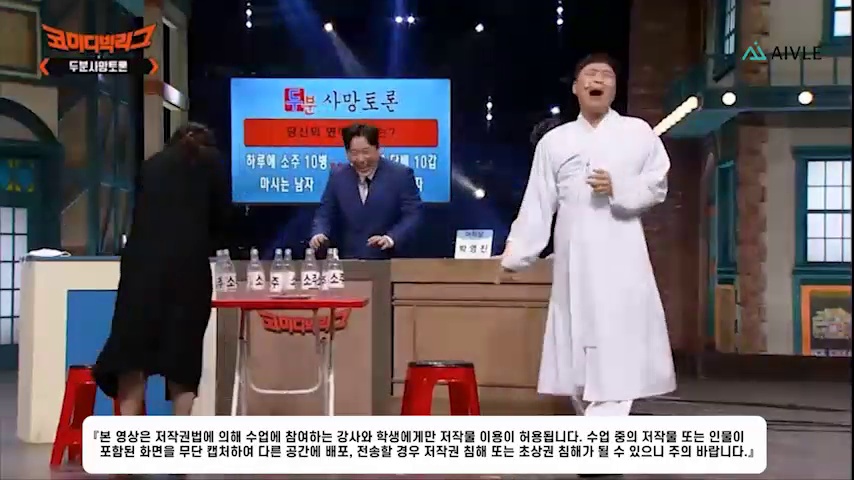 코미디빅리그
두분사망토론
AIVLE
두분 사망토론
당신의
하루에 소주 10병
담배 10갑
마시는 남자
자
박영진
주 소 소 주 소 소
코미디빅리그
『본 영상은 저작권법에 의해 수업에 참여하는 강사와 학생에게만 저작물 이용이 허용됩니다. 수업 중의 저작물 또는 인물이
포함된 화면을 무단 캡처하여 다른 공간에 배포, 전송할 경우 저작권 침해 또는 초상권 침해가 될 수 있으니 주의 바랍니다.』